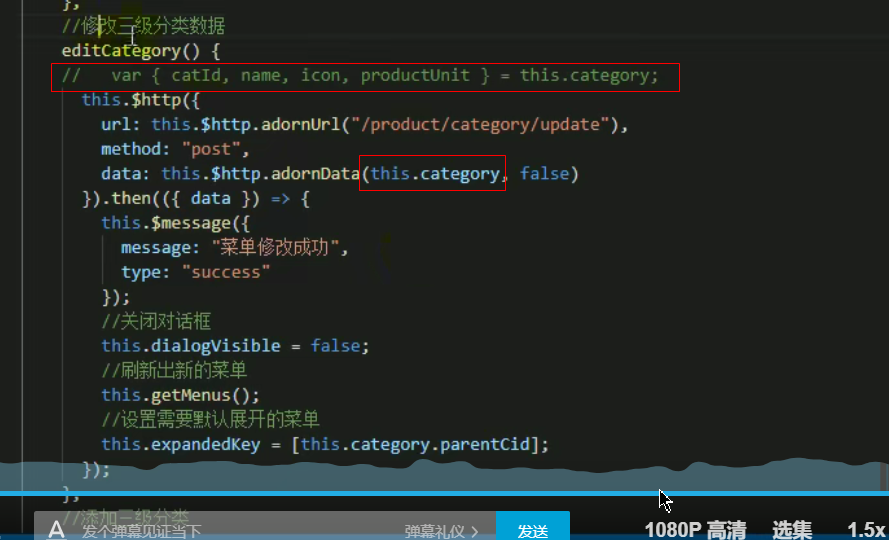 },
//修改三级分类数据
editCategory() {
//   var { catId, name, icon, productUnit } = this.category;
this.$http({
url: this.$http.adornUrl("/product/category/update"),
method: "post",
data: this.$http.adornData(this.category, false)
}).then(({ data }) => {
this.$message({
message: "菜单修改成功",
type: "success"
});
//关闭对话框
this.dialogVisible = false;
//刷新出新的菜单
this.getMenus();
//设置需要默认展开的菜单
this.expandedKey = [this.category.parentCid];
});
},
//添加三级分类
A 发个弹幕见证当下 弹幕礼仪 > 发送 1080P 高清 选集 1.5x